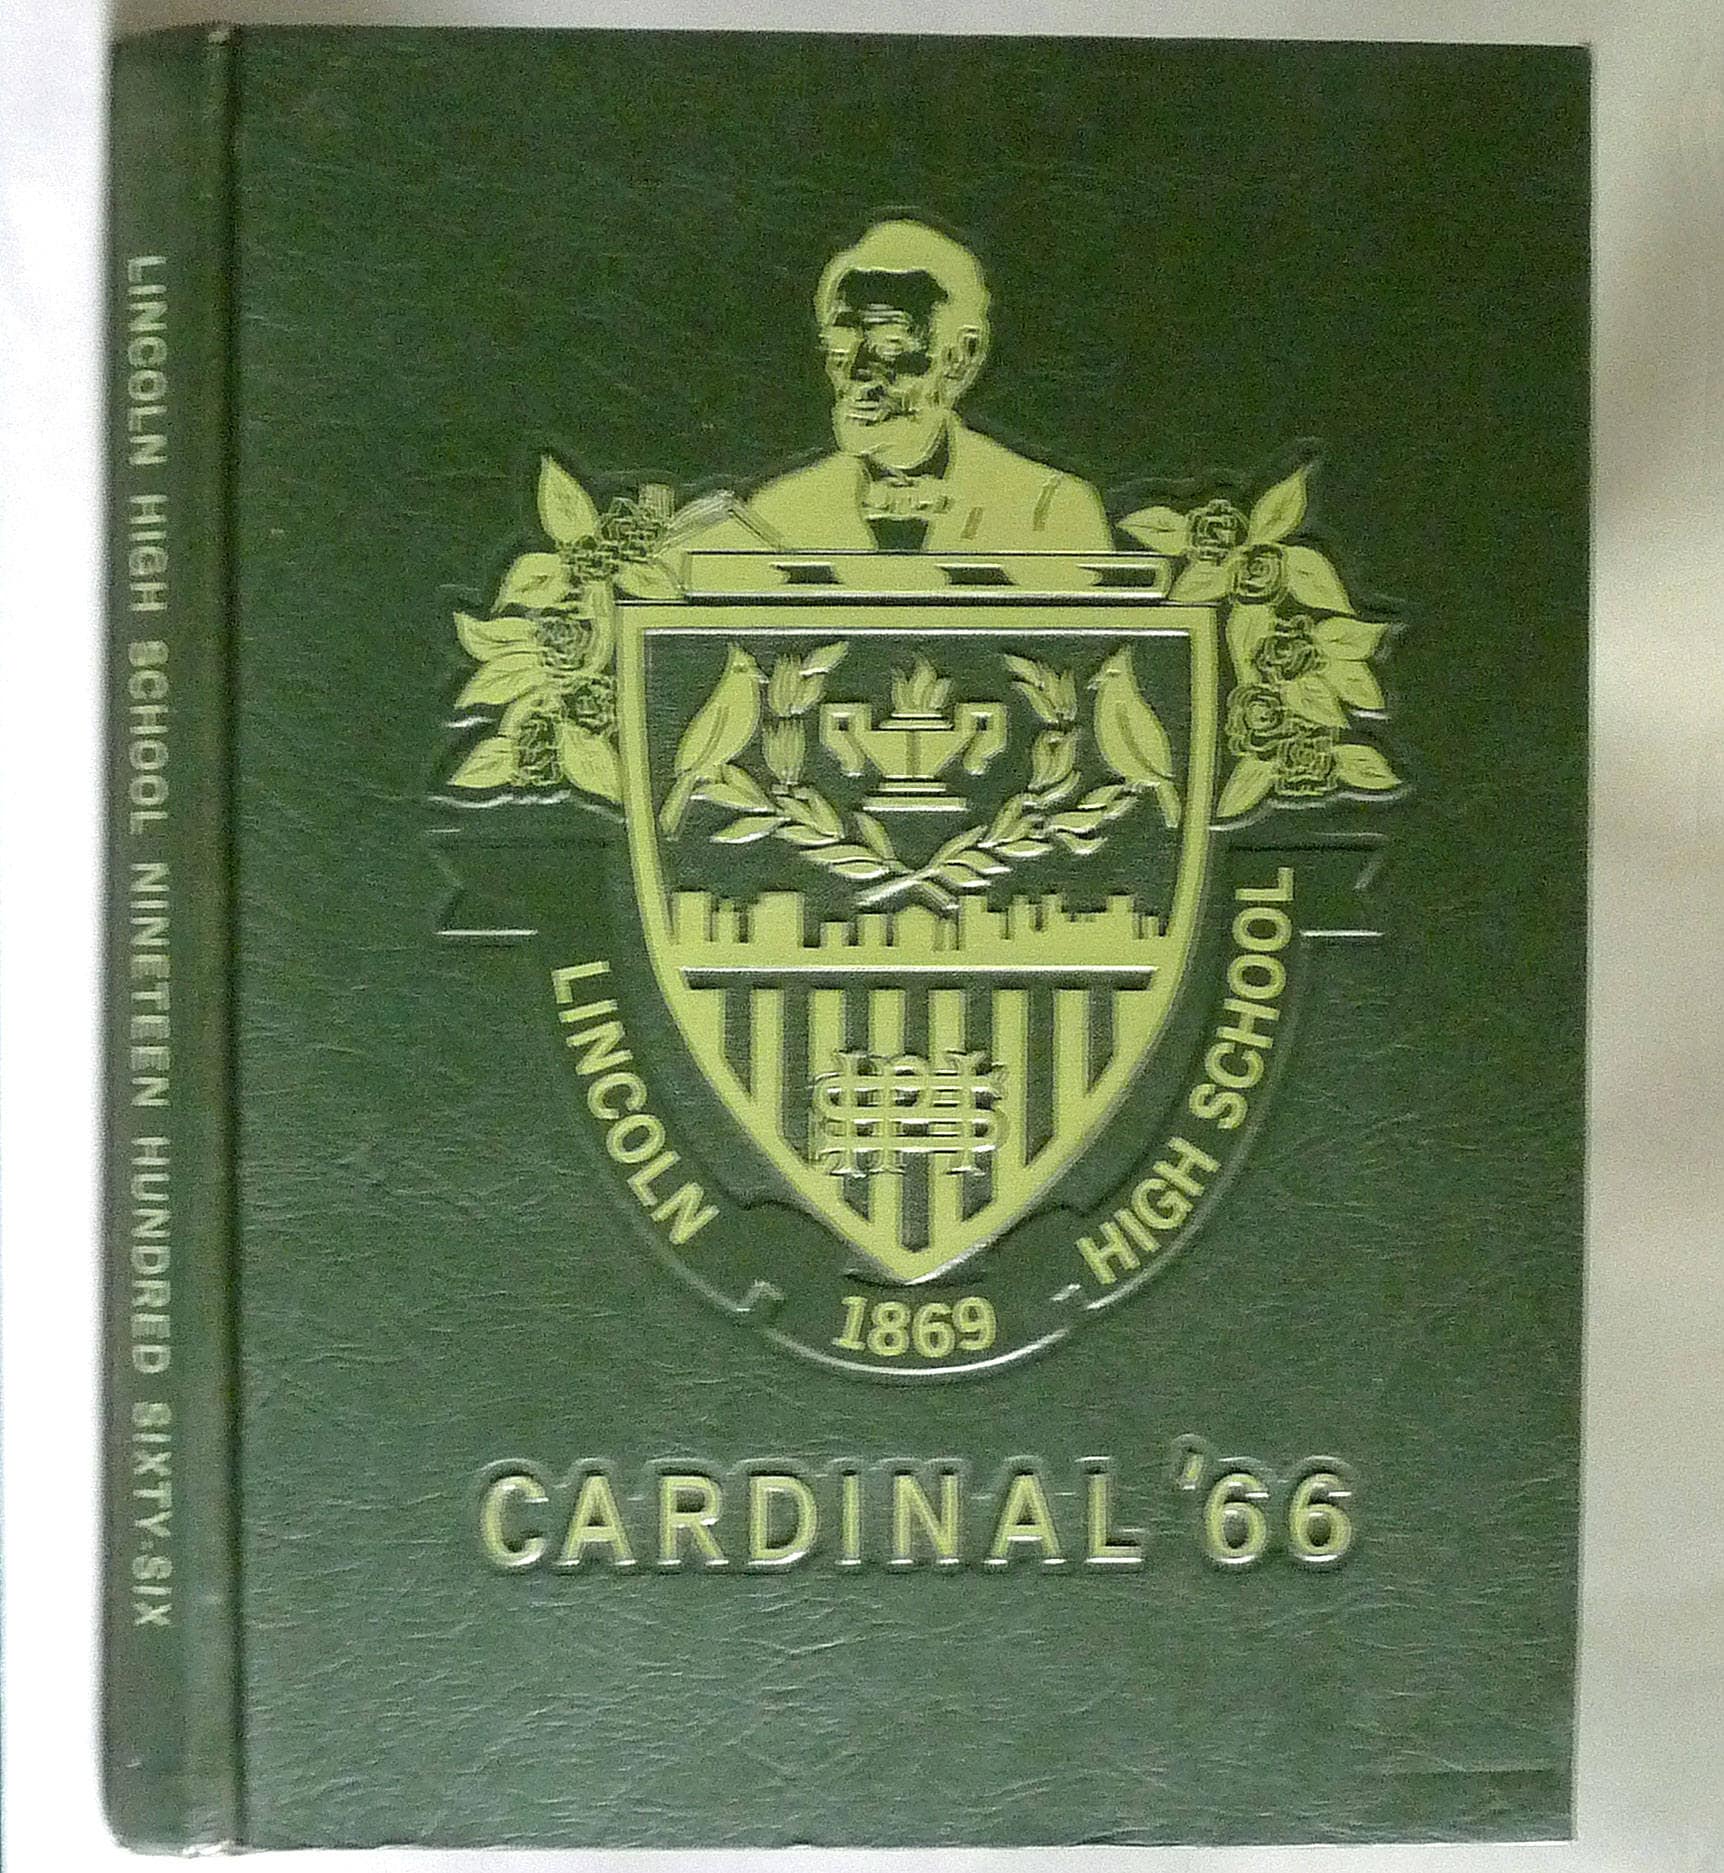 LINCOLN HIGH SCHOOL NINETEEN HUNDRED SIXTY-SIX
LINCOLN
HIGH SCHOOL
1869
CARDINAL '66